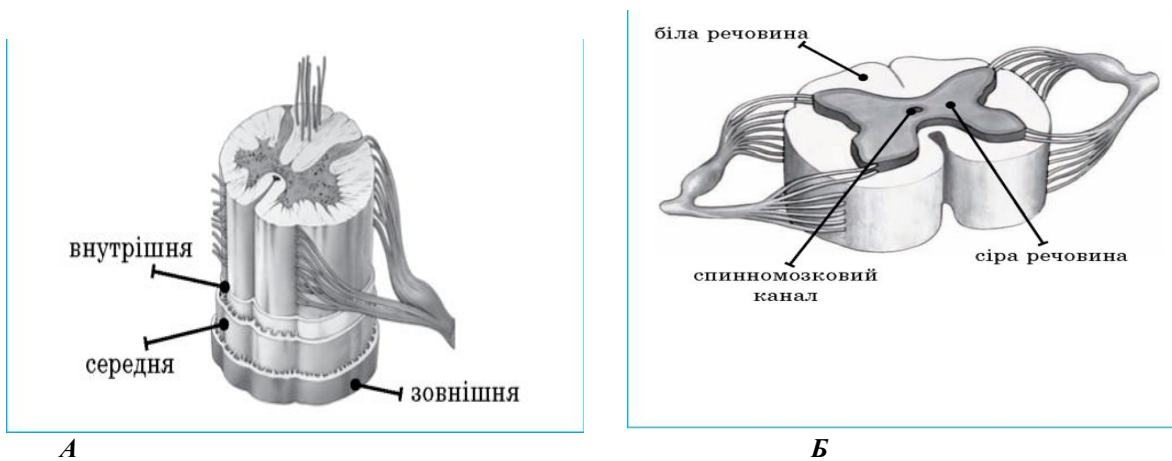 внутрішня
середня
зовнішня
А
біла речовина
спинномозковий
канал
сіра речовина
Б